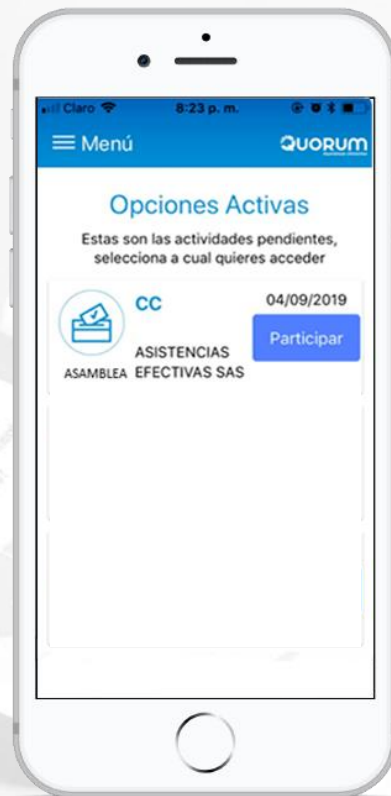 Claro 8:23 p. m.
Menú QUORUM
Opciones Activas
Estas son las actividades pendientes,
selecciona a cual quieres acceder
CC 04/09/2019
Participar
ASISTENCIAS
ASAMBLEA EFECTIVAS SAS